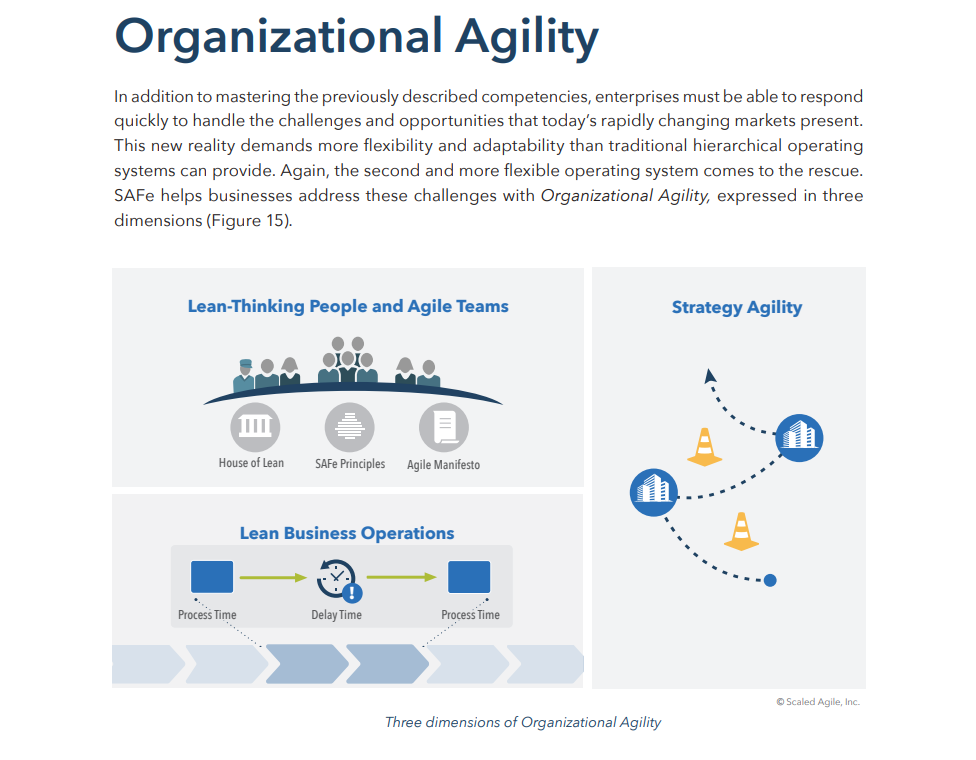 Organizational Agility
In addition to mastering the previously described competencies, enterprises must be able to respond
quickly to handle the challenges and opportunities that today's rapidly changing markets present.
This new reality demands more flexibility and adaptability than traditional hierarchical operating
systems can provide. Again, the second and more flexible operating system comes to the rescue.
SAFe helps businesses address these challenges with Organizational Agility, expressed in three
dimensions (Figure 15).
Lean-Thinking People and Agile Teams
House of Lean
SAFe Principles
Agile Manifesto
Lean Business Operations
Process Time
Delay Time
Process Time
Strategy Agility
© Scaled Agile, Inc.
Three dimensions of Organizational Agility